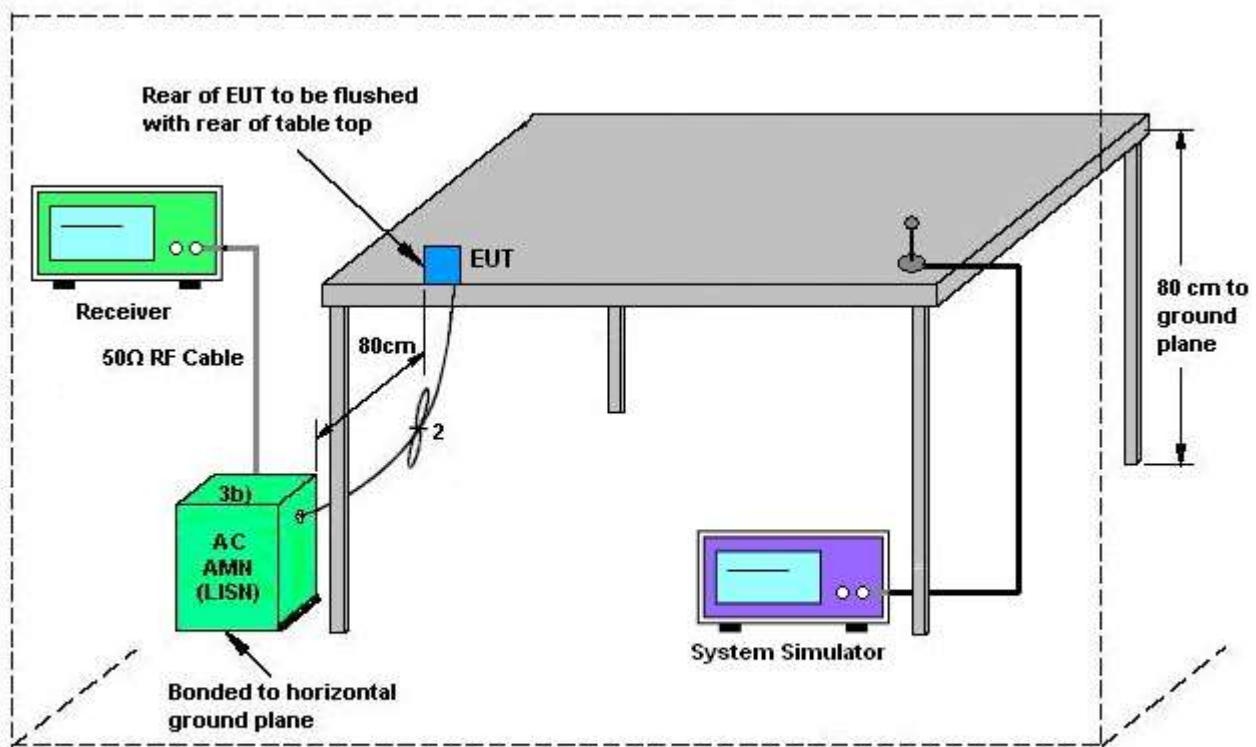 Rear of EUT to be flushed
with rear of table top
EUT
Receiver
50Ω RF Cable
80cm
80 cm to
ground
plane
2
3b)
AC
AMN
(LISN)
System Simulator
Bonded to horizontal
ground plane